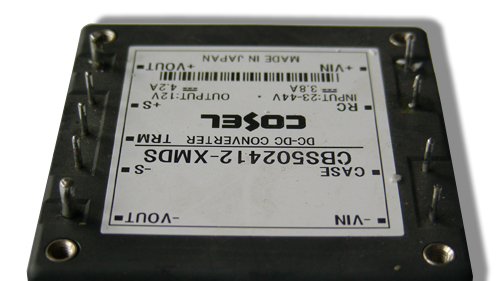 -VIN -VOUT
CASE -S
CBS502412-XMDS
DC-DC CONVERTER TRM
COSEL
RC +S
INPUT:23-44V OUTPUT:12V
3.8A 4.2A
+VIN +VOUT
MADE IN JAPAN